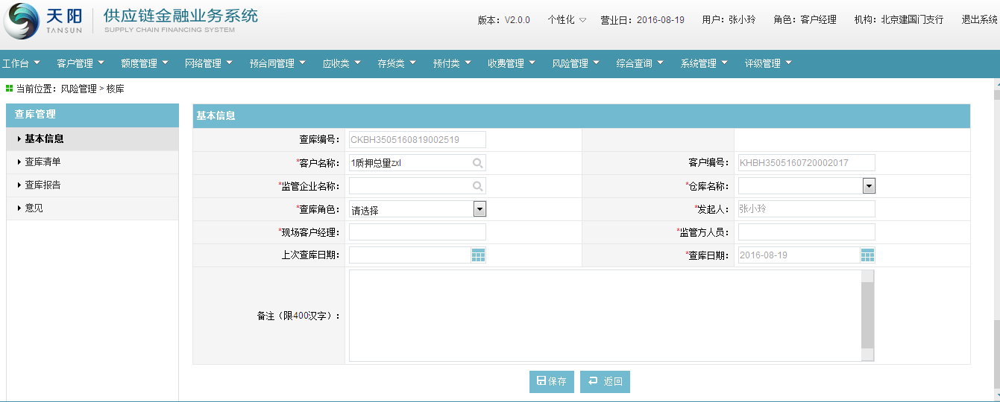 天阳 TANSUN 供应链金融业务系统 SUPPLY CHAIN FINANCING SYSTEM
版本：V2.0.0 个性化 营业日：2016-08-19 用户：张小玲 角色：客户经理 机构：北京建国门支行 退出系统
工作台 客户管理 额度管理 网络管理 预合同管理 应收类 存货类 预付类 收费管理 风险管理 综合查询 系统管理 评级管理
当前位置：风险管理 > 核库
查库管理
基本信息
查库清单
查库报告
意见
基本信息
查库编号： CKBH3505160819002519
*客户名称： 1质押总量zxl 客户编号： KHBH3505160720002017
*监管企业名称： *仓库名称：
*查库角色： 请选择 *发起人： 张小玲
*现场客户经理： *监管方人员：
上次查库日期： *查库日期： 2016-08-19
备注（限400汉字）：
保存 返回